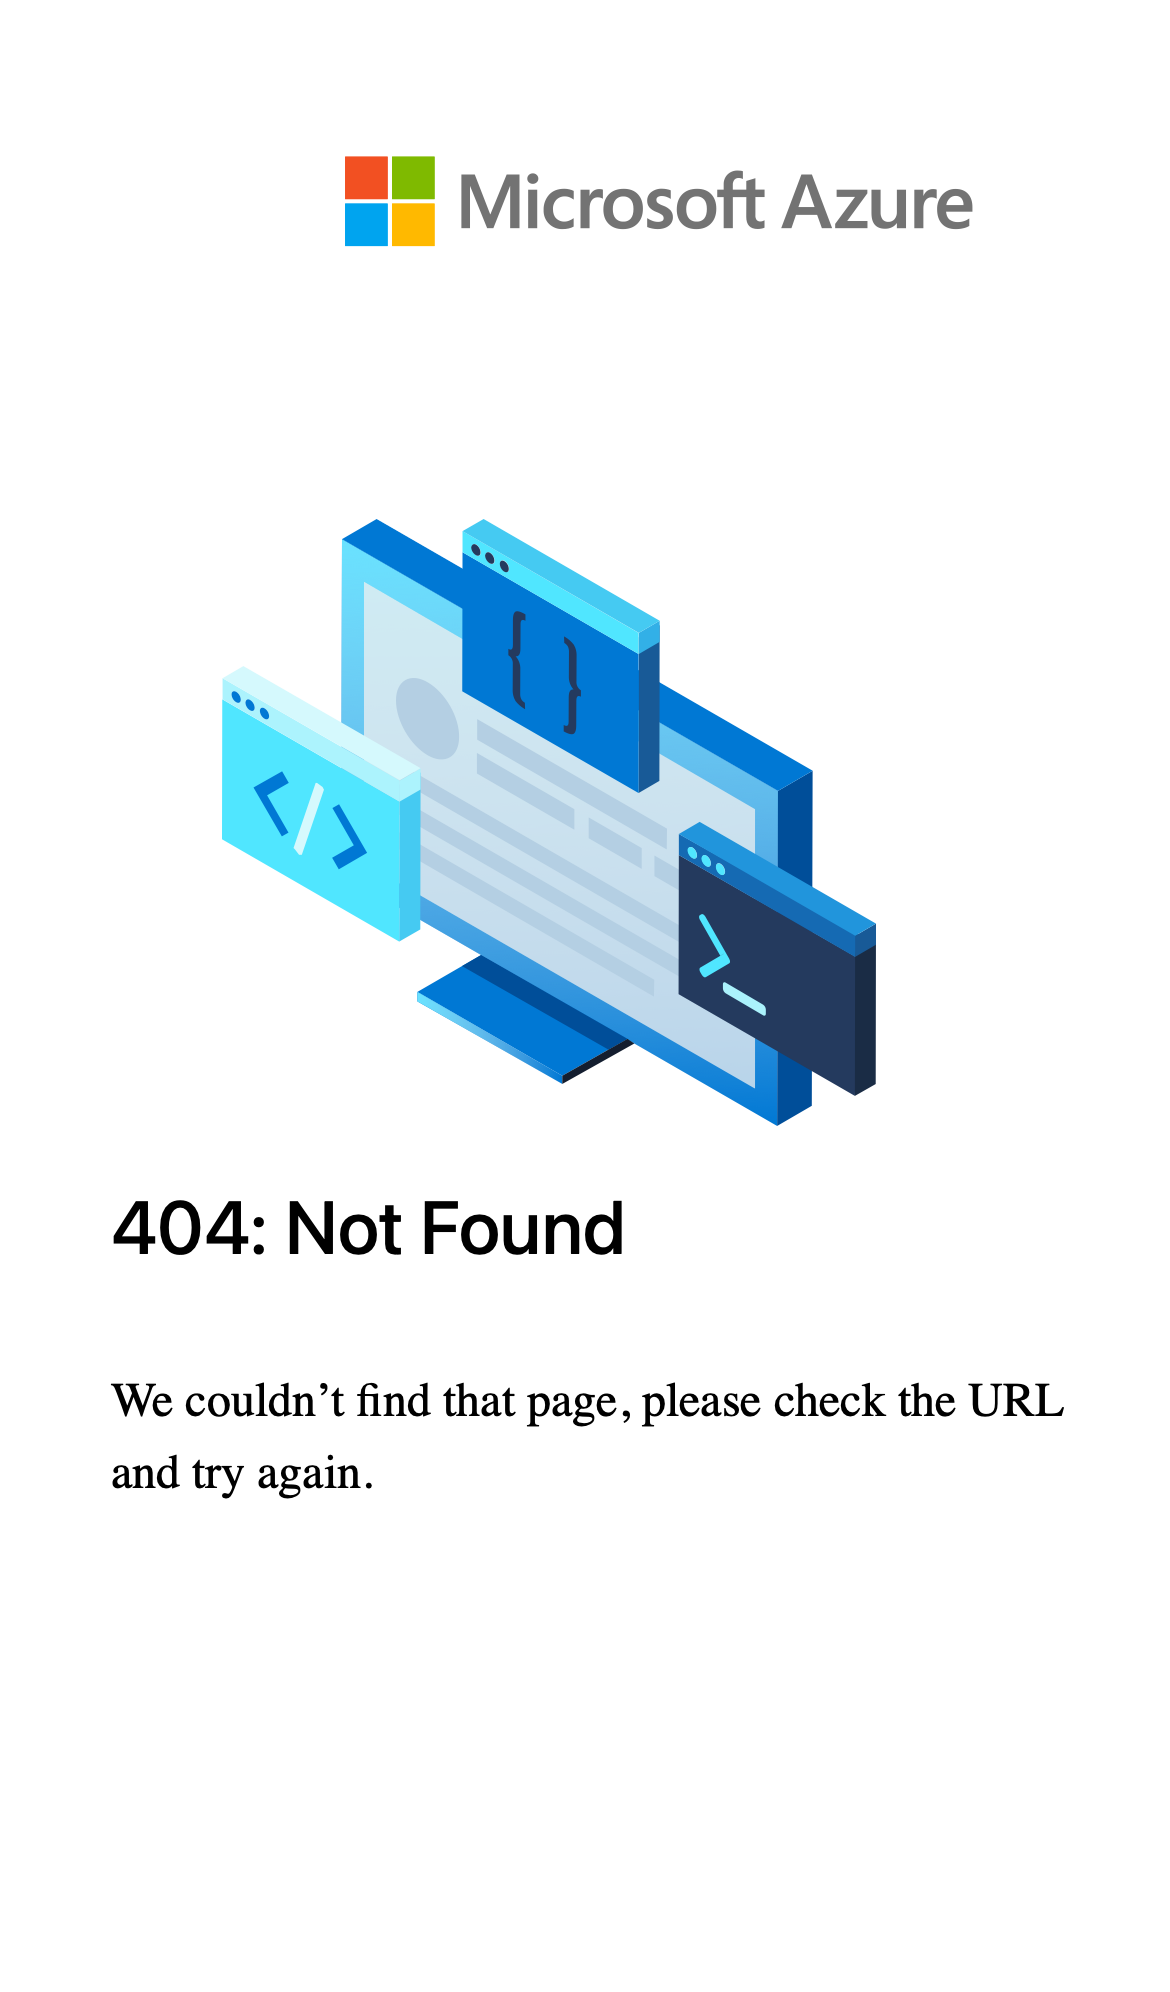 Microsoft Azure
{ }
</>
>_
404: Not Found
We couldn’t find that page, please check the URL
and try again.